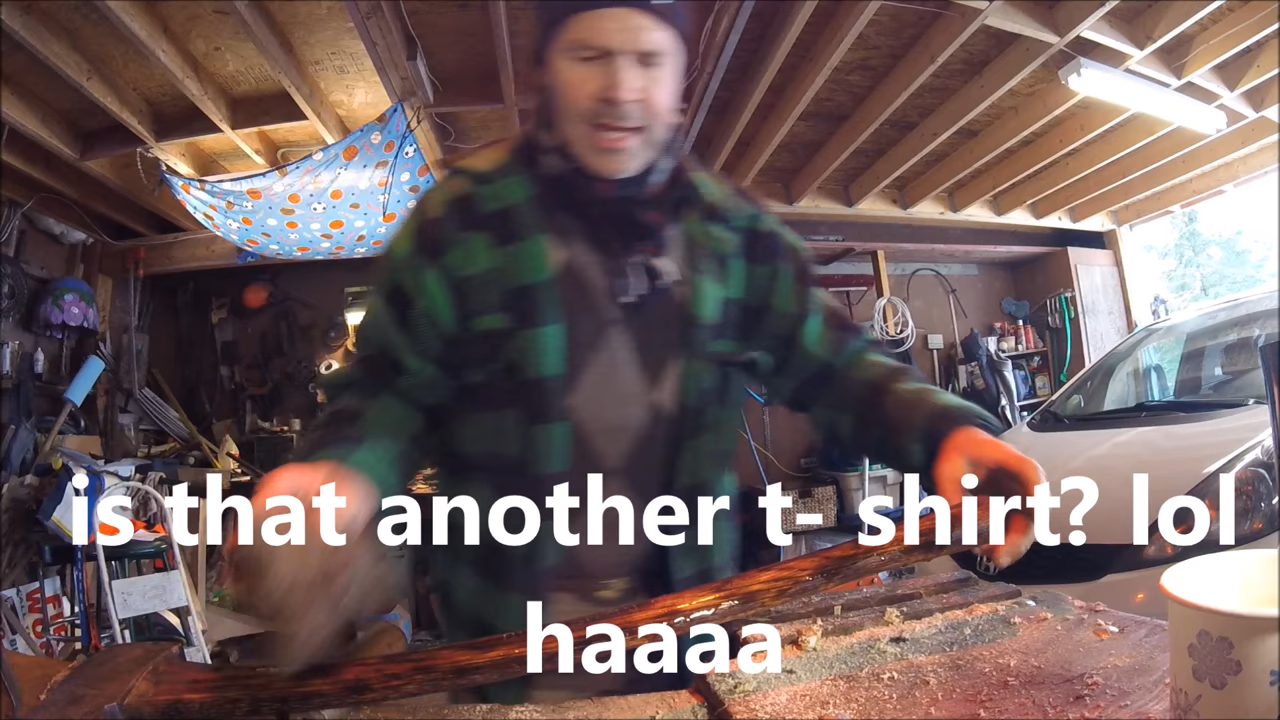 is that another t- shirt? lol
haaaa